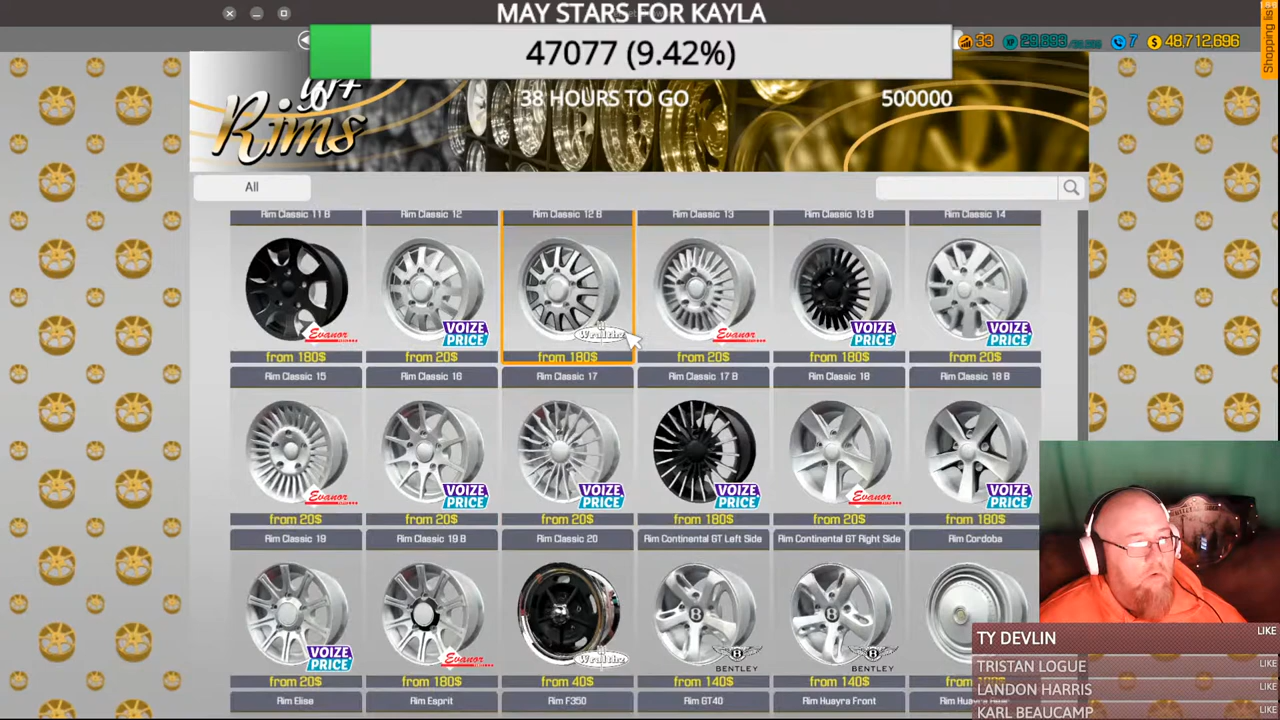 MAY STARS FOR KAYLA
47077 (9.42%)
38 HOURS TO GO
500000
33
7
$ 48,712,696
Shopping list
Rims
All
Rim Classic 11 B
Rim Classic 12
Rim Classic 12 B
Rim Classic 13
Rim Classic 13 B
Rim Classic 14
Evanor
VOIZE PRICE
Evanor
VOIZE PRICE
VOIZE PRICE
from 180$
from 20$
from 180$
from 20$
from 180$
from 20$
Rim Classic 15
Rim Classic 16
Rim Classic 17
Rim Classic 17 B
Rim Classic 18
Rim Classic 18 B
Evanor
VOIZE PRICE
VOIZE PRICE
VOIZE PRICE
Evanor
VOIZE PRICE
from 20$
from 20$
from 20$
from 180$
from 20$
from 180$
Rim Classic 19
Rim Classic 19 B
Rim Classic 20
Rim Continental GT Left Side
Rim Continental GT Right Side
Rim Cordoba
VOIZE PRICE
Evanor
B
BENTLEY
B
BENTLEY
from 20$
from 180$
from 40$
from 140$
from 140$
Rim Elise
Rim Esprit
Rim F350
Rim GT40
Rim Huayra Front
TY DEVLIN
LIKE
TRISTAN LOGUE
LIKE
LANDON HARRIS
LIKE
KARL BEAUCAMP
LIKE